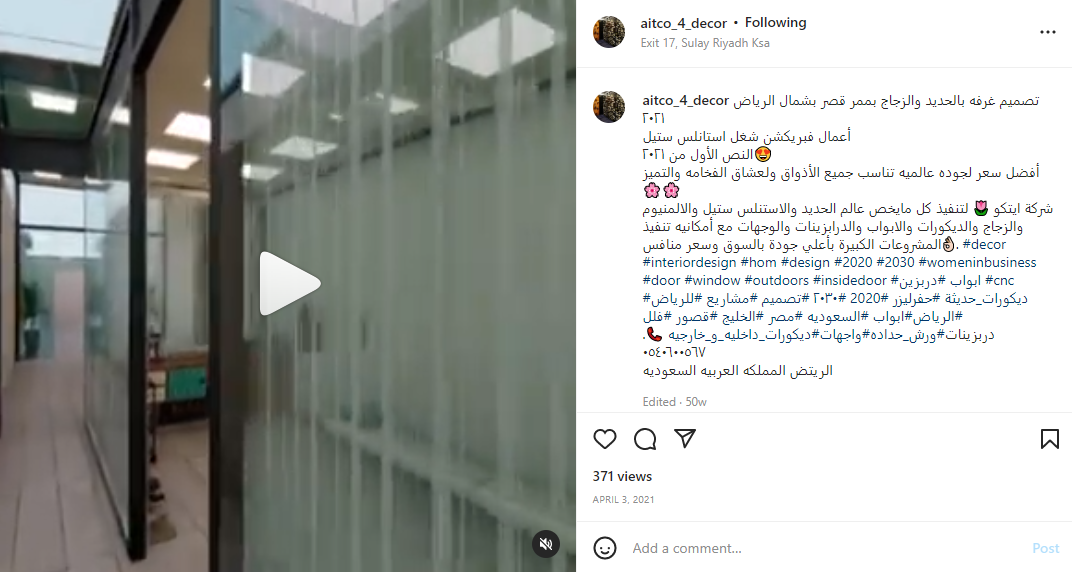 aitco_4_decor • Following
Exit 17, Sulay Riyadh Ksa
aitco_4_decor تصميم غرفه بالحديد والزجاج بممر قصر بشمال الرياض
٢٠٢١
أعمال فبريكشن شغل استانلس ستيل
😍النص الأول من ٢٠٢١
أفضل سعر لجوده عالميه تناسب جميع الأذواق ولعشاق الفخامه والتميز
🌸🌸
شركة ايتكو 🌷 لتنفيذ كل مايخص عالم الحديد والاستنلس ستيل والالمنيوم
والزجاج والديكورات والابواب والدرابزينات والوجهات مع أمكانيه تنفيذ
المشروعات الكبيرة بأعلي جودة بالسوق وسعر منافس👌🏼. #decor
#interiordesign #hom #design #2020 #2030 #womeninbusiness
#door #window #outdoors #insidedoor #ابواب #دربزين #cnc
#ديكورات_حديثة #حفرليزر #2020 #٢٠٣٠ #تصميم #مشاريع #للرياض
#الرياض#ابواب #السعوديه #مصر #الخليج #قصور #فلل
دربزينات#ورش_حداده#واجهات#ديكورات_داخليه_و_خارجيه 📞.
٠٥٤٠٦٠٠٥٦٧
الريتض المملكه العربيه السعوديه
Edited · 50w
371 views
APRIL 3, 2021
Add a comment...
Post